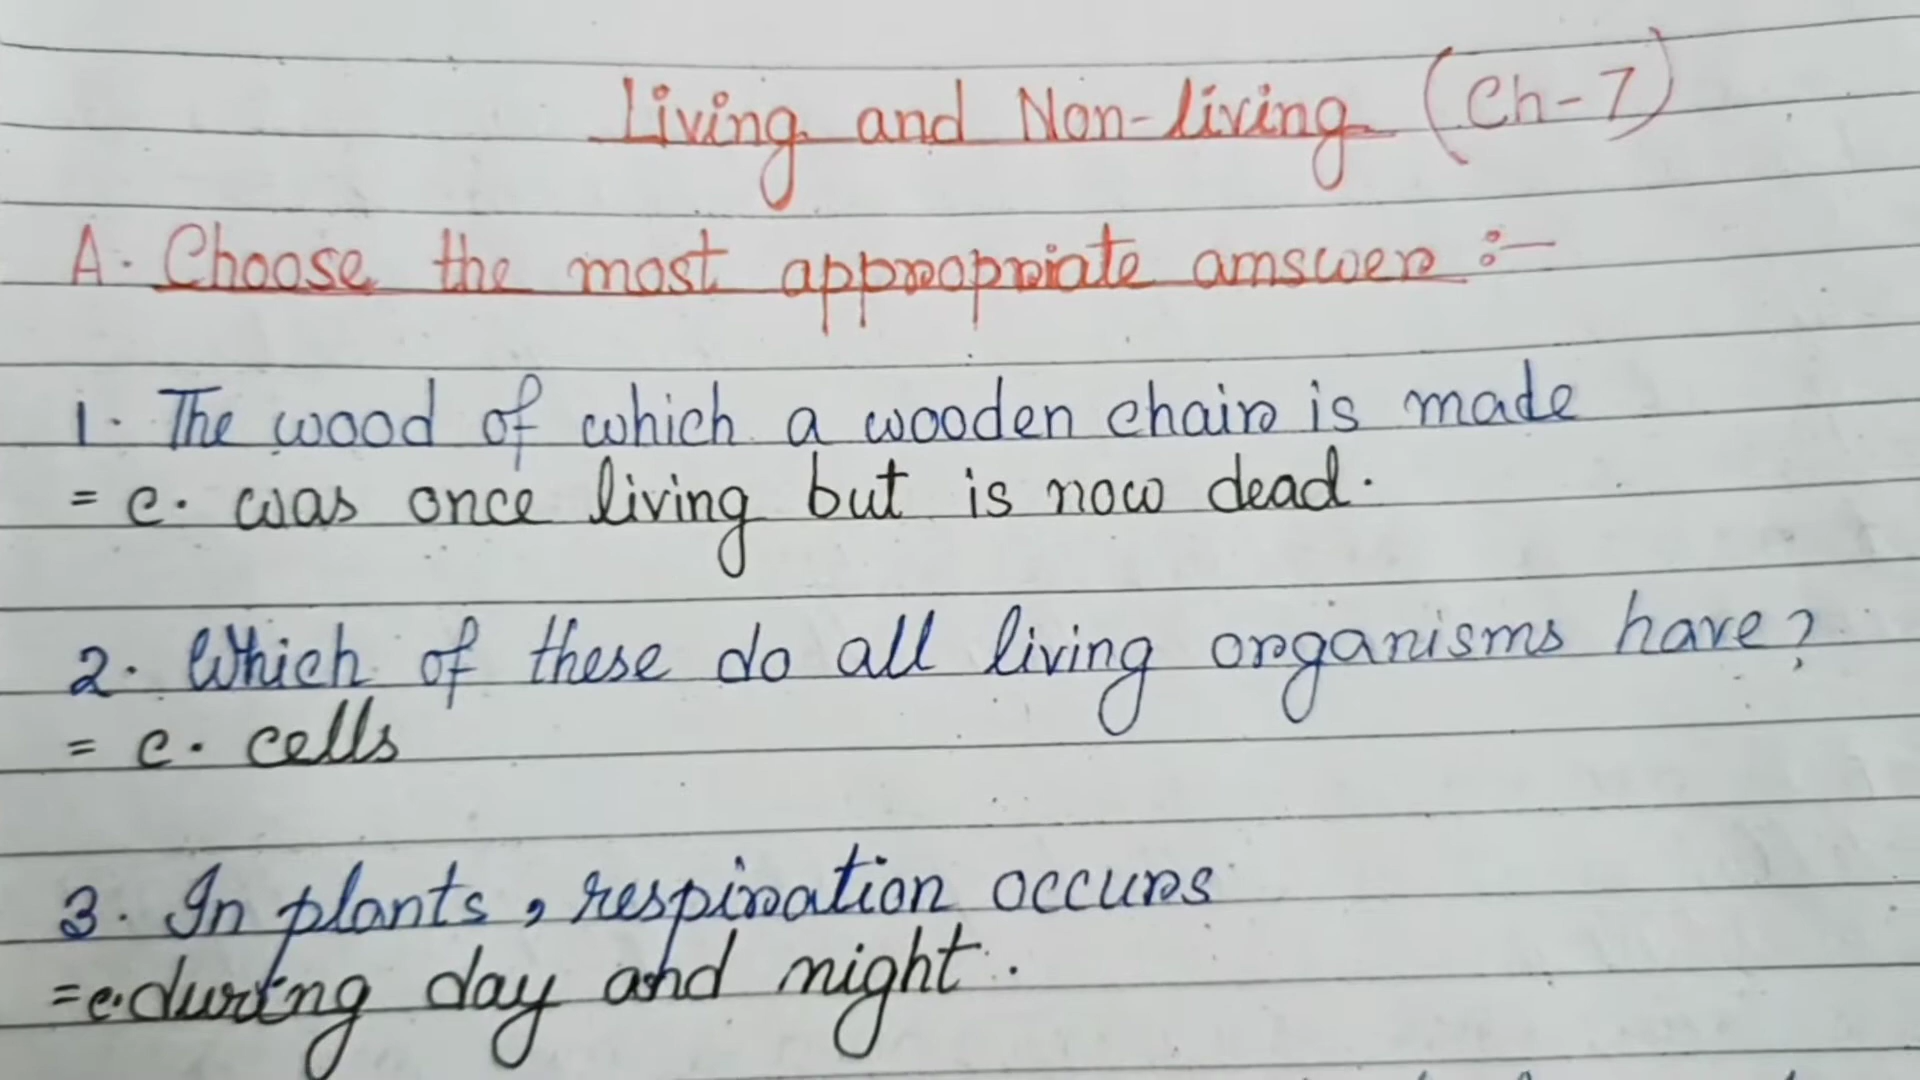 Living and Non-living (Ch-7)
A. Choose the most appropriate answer :-
1. The wood of which a wooden chair is made
= c. was once living but is now dead.
2. Which of these do all living organisms have?
= c. cells
3. In plants, respiration occurs
= c. during day and night.